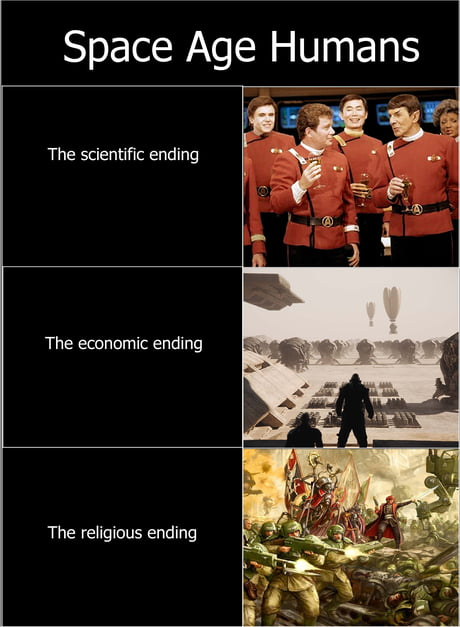 Space Age Humans
The scientific ending
The economic ending
The religious ending